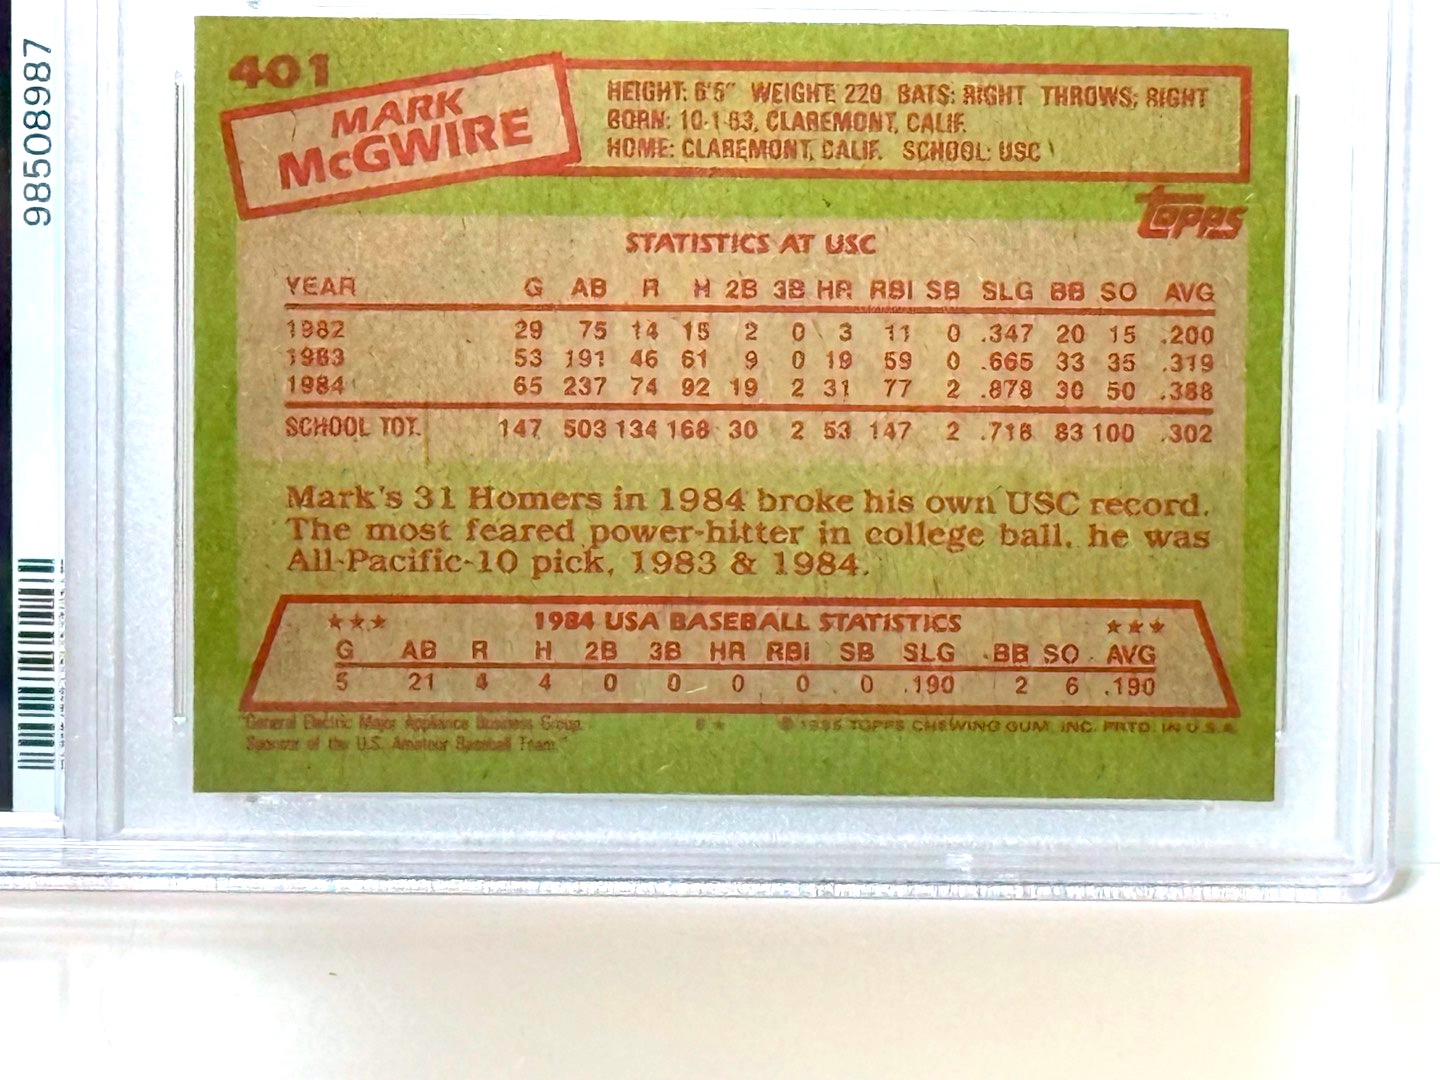 98508987
401
MARK
McGWIRE
HEIGHT: 6'5" WEIGHT: 220 BATS: RIGHT THROWS: RIGHT
BORN: 10-1-63, CLAREMONT, CALIF.
HOME: CLAREMONT, CALIF. SCHOOL: USC
topps
STATISTICS AT USC
YEAR G AB R H 2B 3B HR RBI SB SLG BB SO AVG
1982 29 75 14 15 2 0 3 11 0 .347 20 15 .200
1983 53 191 46 61 9 0 19 59 0 .665 33 35 .319
1984 65 237 74 92 19 2 31 77 2 .878 30 50 .388
SCHOOL TOT. 147 503 134 168 30 2 53 147 2 .718 83 100 .302
Mark's 31 Homers in 1984 broke his own USC record.
The most feared power-hitter in college ball, he was
All-Pacific-10 pick, 1983 & 1984.
★★★ 1984 USA BASEBALL STATISTICS ★★★
G AB R H 2B 3B HR RBI SB SLG BB SO AVG
5 21 4 4 0 0 0 0 0 .190 2 6 .190
"General Electric Major Appliance Business Group,
Sponsor of the U.S. Amateur Baseball Team."
★ © 1985 TOPPS CHEWING GUM, INC. PRTD. IN U.S.A.